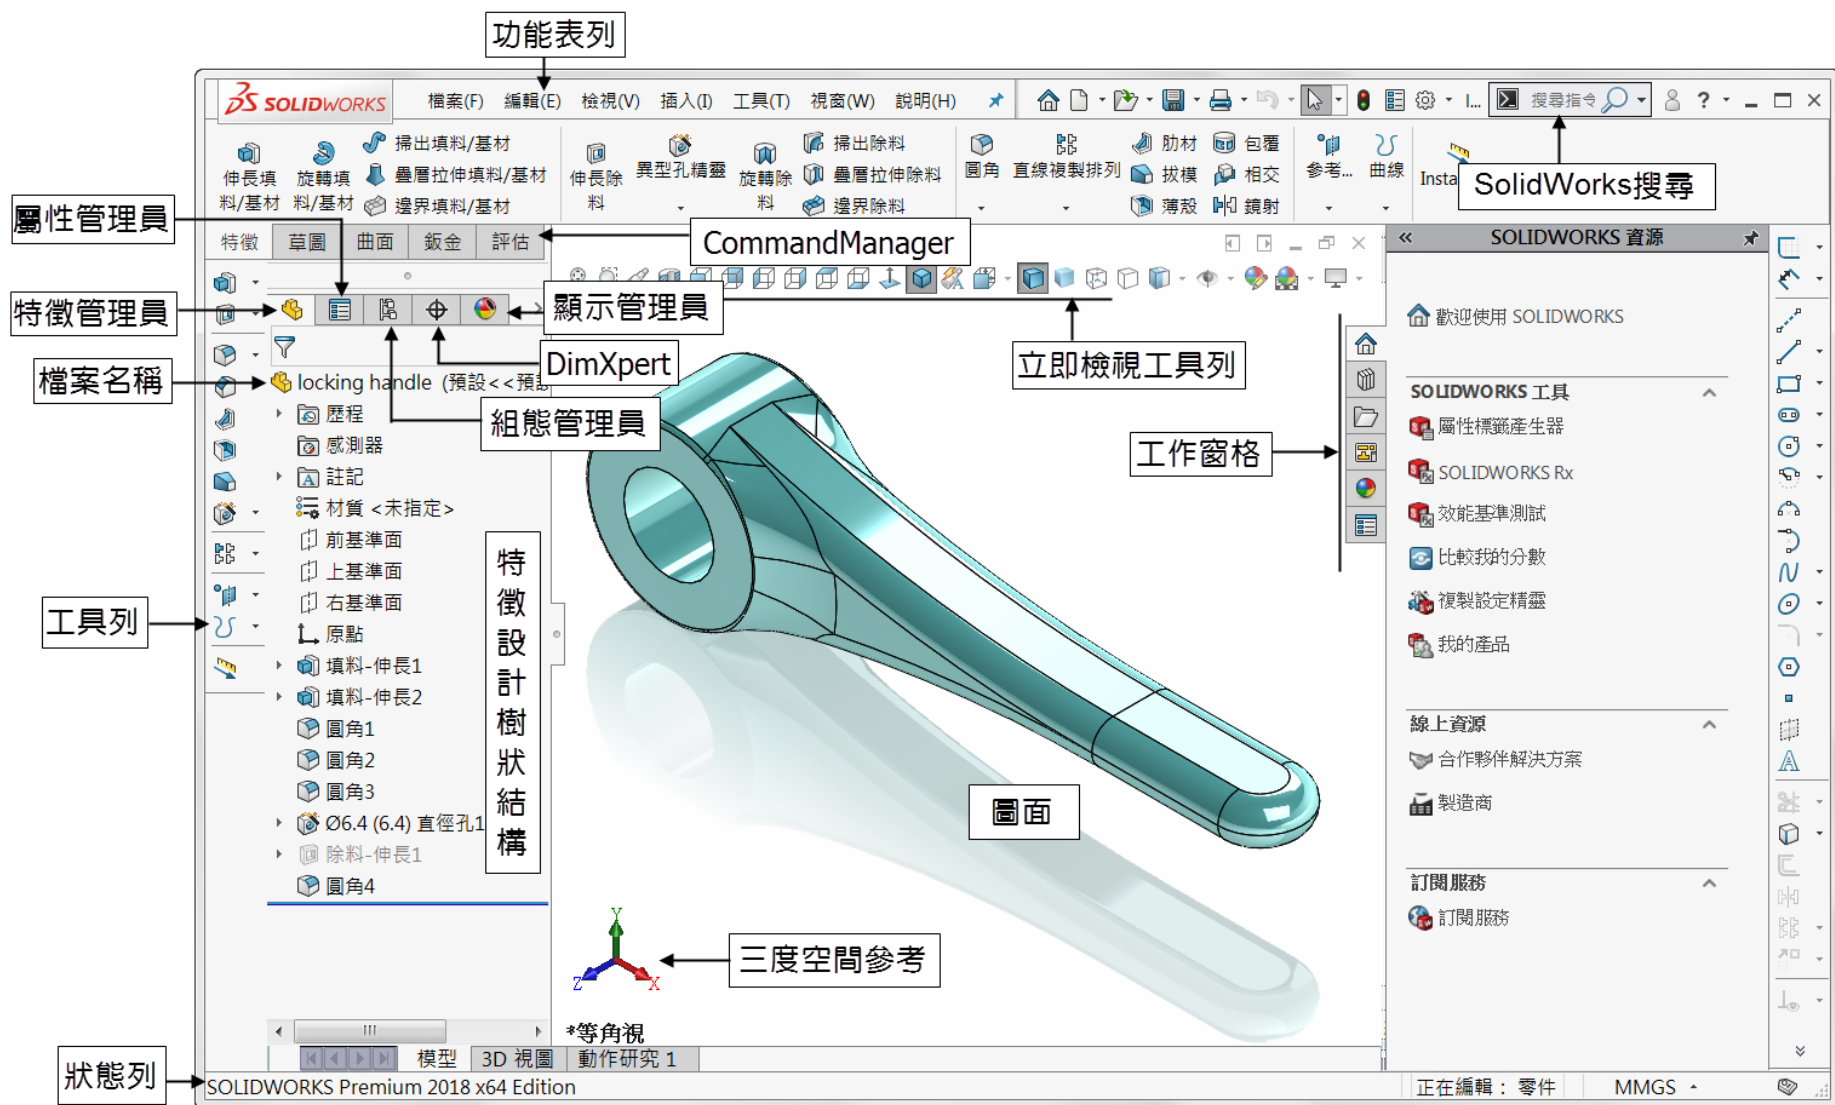 功能表列
SOLIDWORKS 檔案(F) 編輯(E) 檢視(V) 插入(I) 工具(T) 視窗(W) 說明(H) I... 搜尋指令 ?
伸長填料/基材
旋轉填料/基材
掃出填料/基材
疊層拉伸填料/基材
邊界填料/基材
伸長除料
異型孔精靈
旋轉除料
掃出除料
疊層拉伸除料
邊界除料
圓角
直線複製排列
肋材
拔模
薄殼
包覆
相交
鏡射
參考...
曲線
Insta
SolidWorks搜尋
屬性管理員
特徵 草圖 曲面 鈑金 評估
CommandManager
特徵管理員
顯示管理員
DimXpert
組態管理員
立即檢視工具列
工作窗格
檔案名稱
locking handle (預設<<預設
歷程
感測器
註記
材質 <未指定>
前基準面
上基準面
右基準面
原點
填料-伸長1
填料-伸長2
圓角1
圓角2
圓角3
Ø6.4 (6.4) 直徑孔1
除料-伸長1
圓角4
特徵設計樹狀結構
工具列
圖面
Y
Z
X
三度空間參考
*等角視
SOLIDWORKS 資源
歡迎使用 SOLIDWORKS
SOLIDWORKS 工具
屬性標籤產生器
SOLIDWORKS Rx
效能基準測試
比較我的分數
複製設定精靈
我的產品
線上資源
合作夥伴解決方案
製造商
訂閱服務
訂閱服務
模型 3D 視圖 動作研究 1
狀態列
SOLIDWORKS Premium 2018 x64 Edition
正在編輯： 零件 MMGS